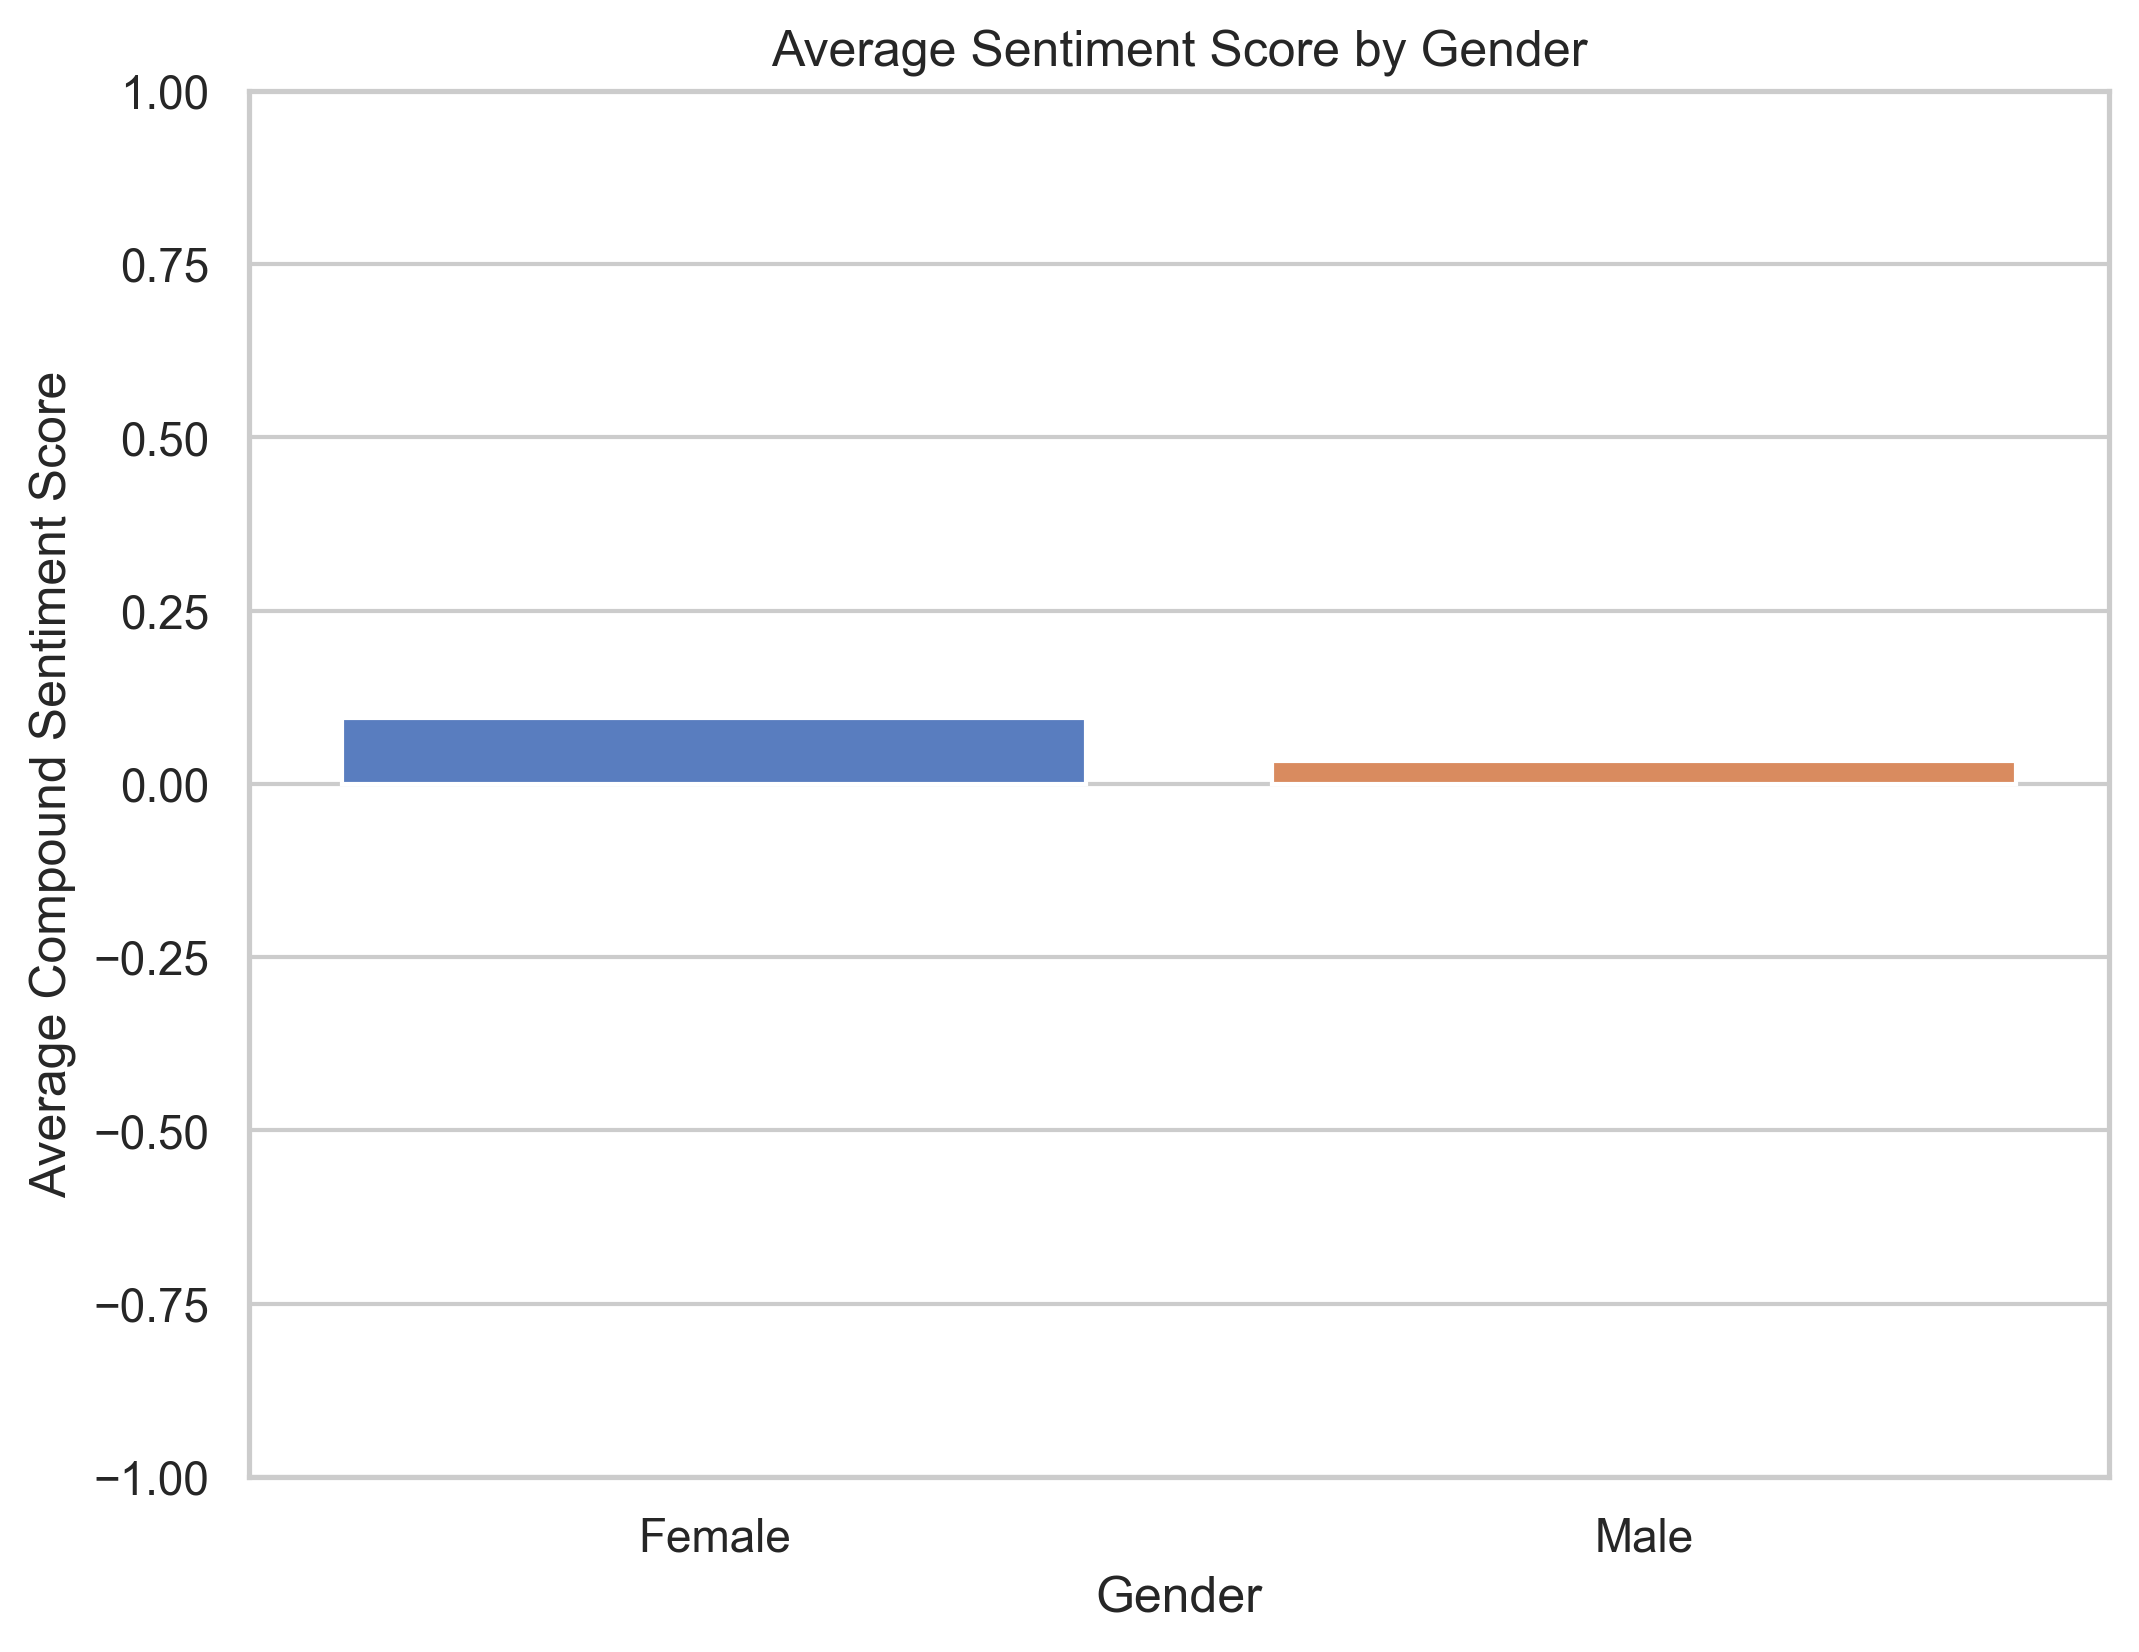 Average Sentiment Score by Gender
1.00
0.75
0.50
0.25
0.00
−0.25
−0.50
−0.75
−1.00
Average Compound Sentiment Score
Female
Male
Gender